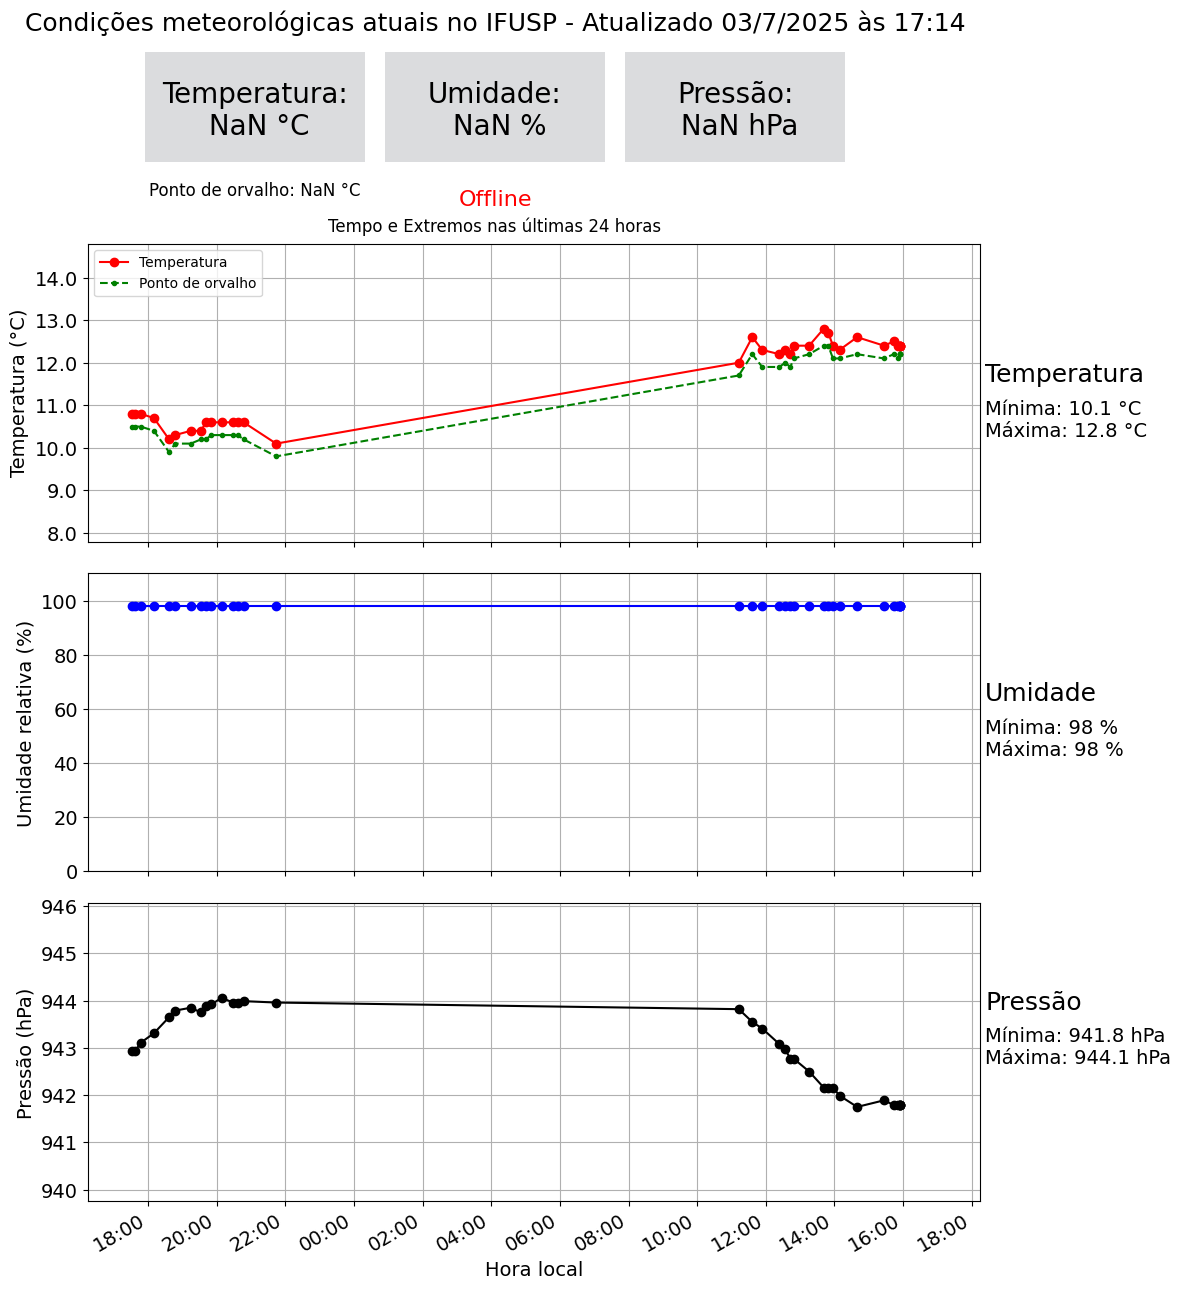 Condições meteorológicas atuais no IFUSP - Atualizado 03/7/2025 às 17:14
Temperatura:
NaN °C
Umidade:
NaN %
Pressão:
NaN hPa
Ponto de orvalho: NaN °C
Offline
Tempo e Extremos nas últimas 24 horas
Temperatura
Ponto de orvalho
Temperatura (°C)
14.0
13.0
12.0
11.0
10.0
9.0
8.0
Temperatura
Mínima: 10.1 °C
Máxima: 12.8 °C
Umidade relativa (%)
100
80
60
40
20
0
Umidade
Mínima: 98 %
Máxima: 98 %
Pressão (hPa)
946
945
944
943
942
941
940
Pressão
Mínima: 941.8 hPa
Máxima: 944.1 hPa
18:00 20:00 22:00 00:00 02:00 04:00 06:00 08:00 10:00 12:00 14:00 16:00 18:00
Hora local